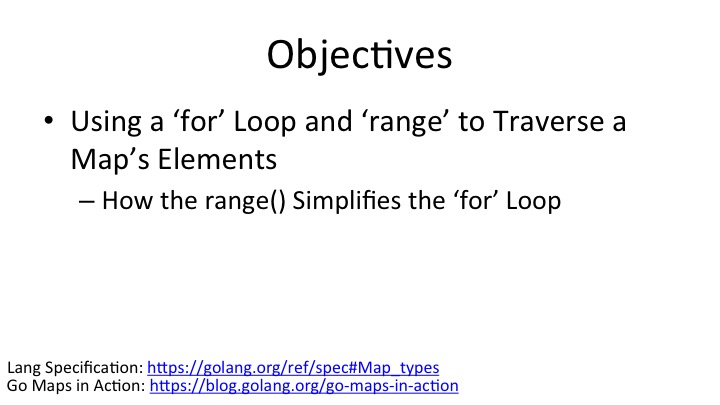 Objectives
• Using a ‘for’ Loop and ‘range’ to Traverse a
Map’s Elements
– How the range() Simplifies the ‘for’ Loop
Lang Specification: https://golang.org/ref/spec#Map_types
Go Maps in Action: https://blog.golang.org/go-maps-in-action